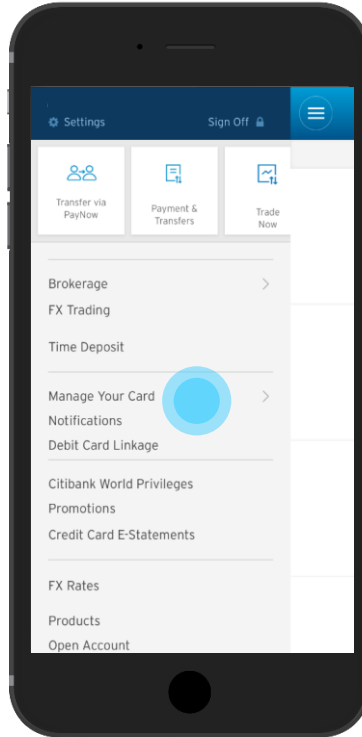 Settings
Sign Off
Transfer via
PayNow
Payment &
Transfers
Trade
Now
Brokerage
FX Trading
Time Deposit
Manage Your Card
Notifications
Debit Card Linkage
Citibank World Privileges
Promotions
Credit Card E-Statements
FX Rates
Products
Open Account